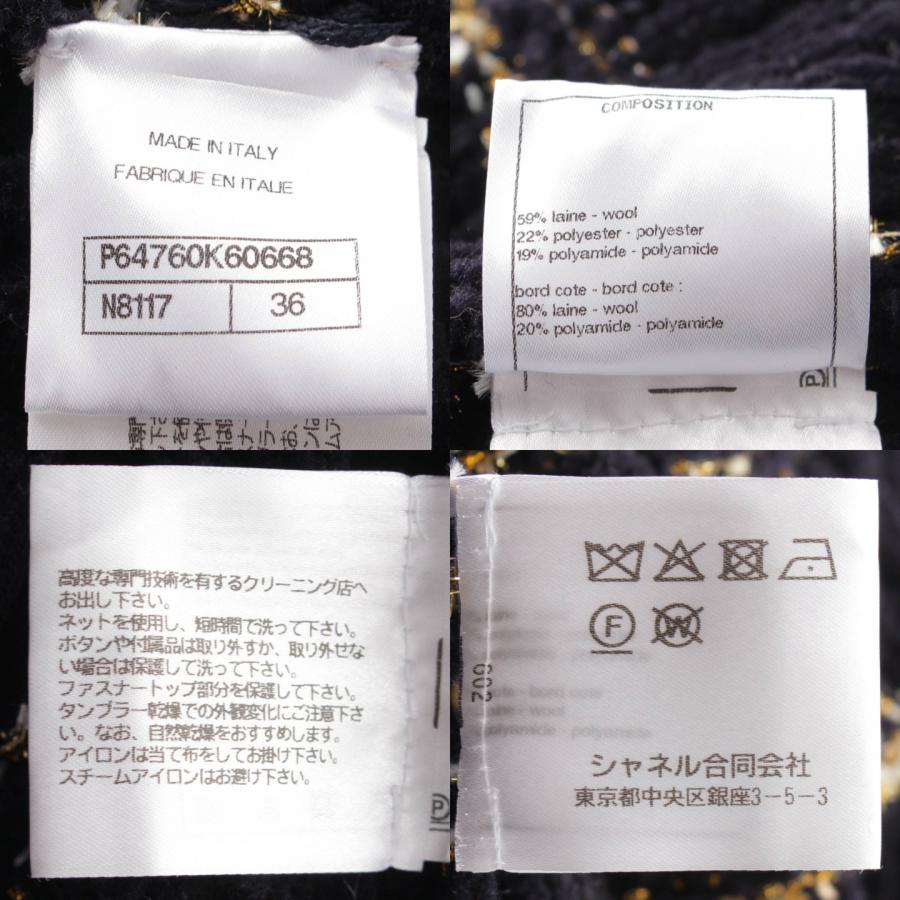 MADE IN ITALY
FABRIQUE EN ITALIE
P64760K60668
N8117
36
COMPOSITION
59% laine - wool
22% polyester - polyester
19% polyamide - polyamide
bord cote - bord cote :
80% laine - wool
20% polyamide - polyamide
P
高度な専門技術を有するクリーニング店へ
お出し下さい。
ネットを使用し、短時間で洗って下さい。
ボタンや付属品は取り外すか、取り外せな
い場合は保護して洗って下さい。
ファスナートップ部分を保護して下さい。
タンブラー乾燥での外観変化にご注意下さ
い。なお、自然乾燥をおすすめします。
アイロンは当て布をしてお掛け下さい。
スチームアイロンはお避け下さい。
P
F
W
002
シャネル合同会社
東京都中央区銀座3-5-3